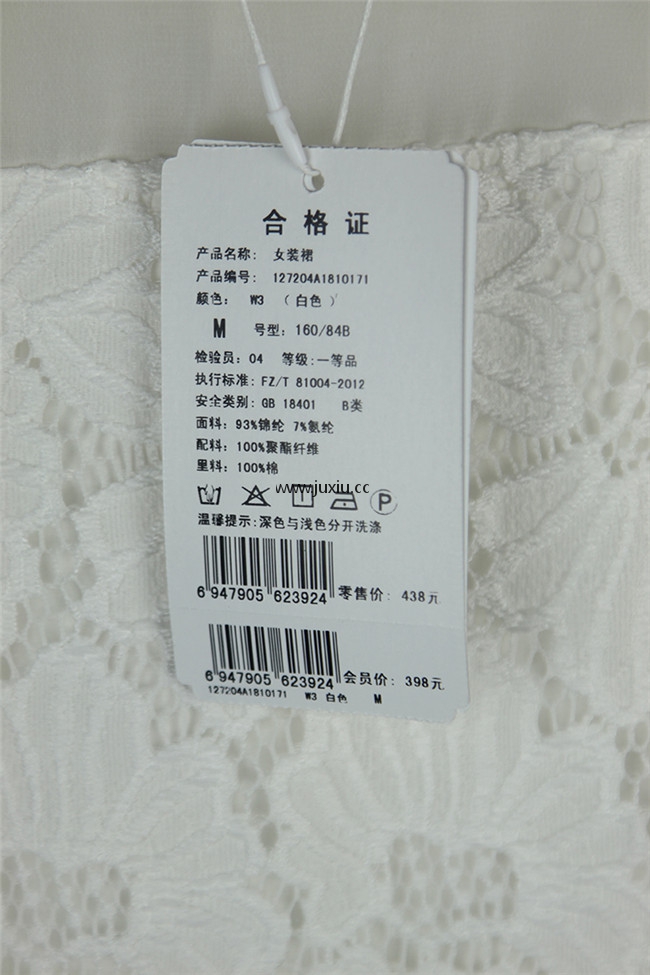 合格证
产品名称: 女装裙
产品编号: 127204A1810171
颜色: W3 (白色)
M 号型: 160/84B
检验员: 04 等级:一等品
执行标准: FZ/T 81004-2012
安全类别: GB 18401 B类
面料: 93%锦纶 7%氨纶
配料: 100%聚酯纤维
里料: 100%棉
www.juxiu.cc
P
温馨提示:深色与浅色分开洗涤
6 947905 623924 零售价: 438元
6 947905 623924 会员价: 398元
127204A1810171 W3 白色 M